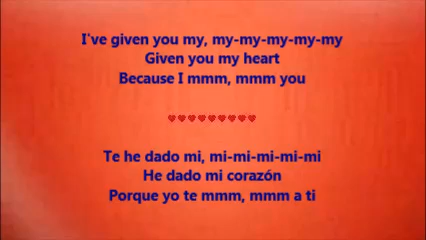 I've given you my, my-my-my-my-my
Given you my heart
Because I mmm, mmm you
Te he dado mi, mi-mi-mi-mi-mi
He dado mi corazón
Porque yo te mmm, mmm a ti